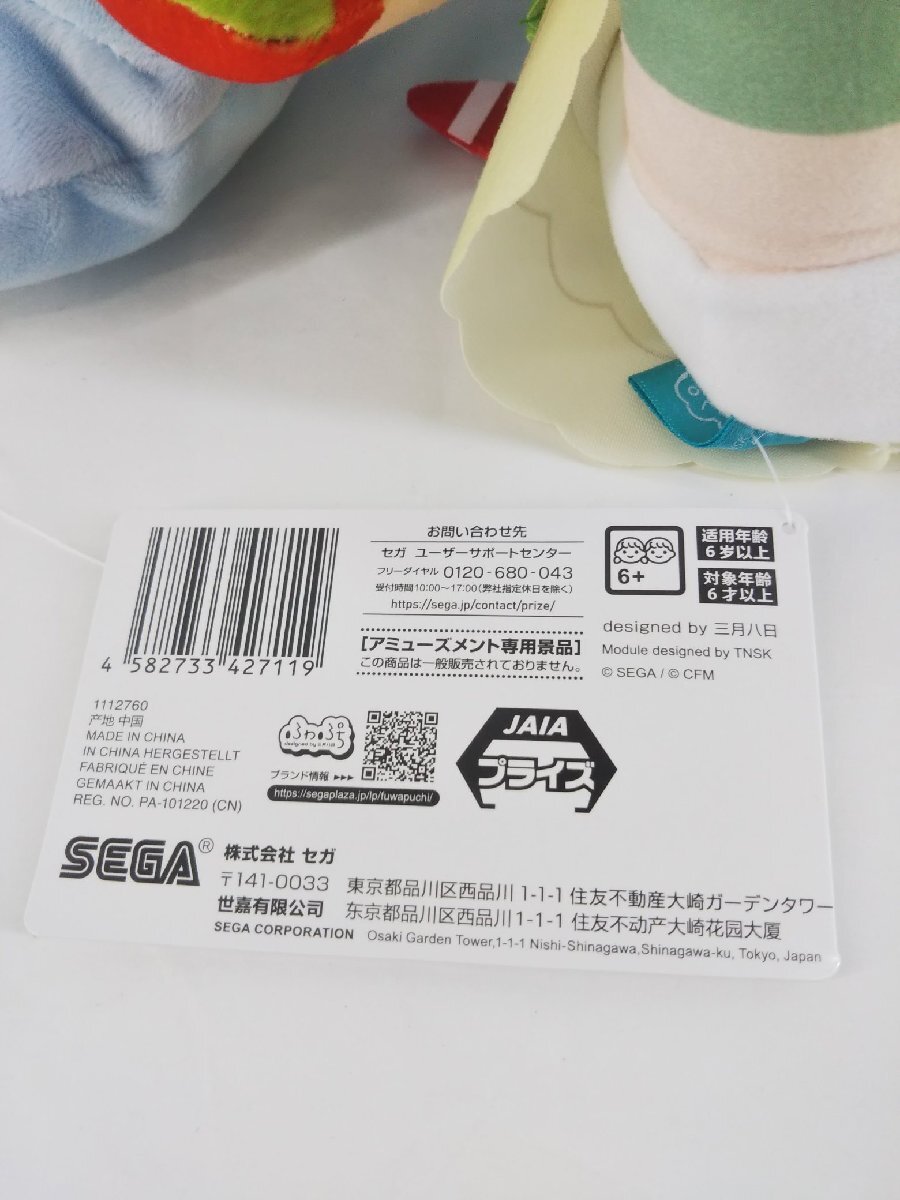 お問い合わせ先
セガ ユーザーサポートセンター
フリーダイヤル 0120-680-043
受付時間10:00～17:00(弊社指定休日を除く)
https://sega.jp/contact/prize/
[アミューズメント専用景品]
この商品は一般販売されておりません。
6+
适用年龄
6岁以上
対象年齢
6才以上
designed by 三月八日
Module designed by TNSK
© SEGA / © CFM
4 582733 427119
1112760
产地 中国
MADE IN CHINA
IN CHINA HERGESTELLT
FABRIQUÉ EN CHINE
GEMAAKT IN CHINA
REG. NO. PA-101220 (CN)
ふわぷち
designed by 三月八日
ブランド情報 ▸▸▸
https://segaplaza.jp/lp/fuwapuchi/
JAIA
プライズ
SEGA® 株式会社 セガ
〒141-0033 東京都品川区西品川 1-1-1 住友不動産大崎ガーデンタワー
世嘉有限公司 东京都品川区西品川1-1-1 住友不动产大崎花园大厦
SEGA CORPORATION Osaki Garden Tower,1-1-1 Nishi-Shinagawa,Shinagawa-ku, Tokyo, Japan